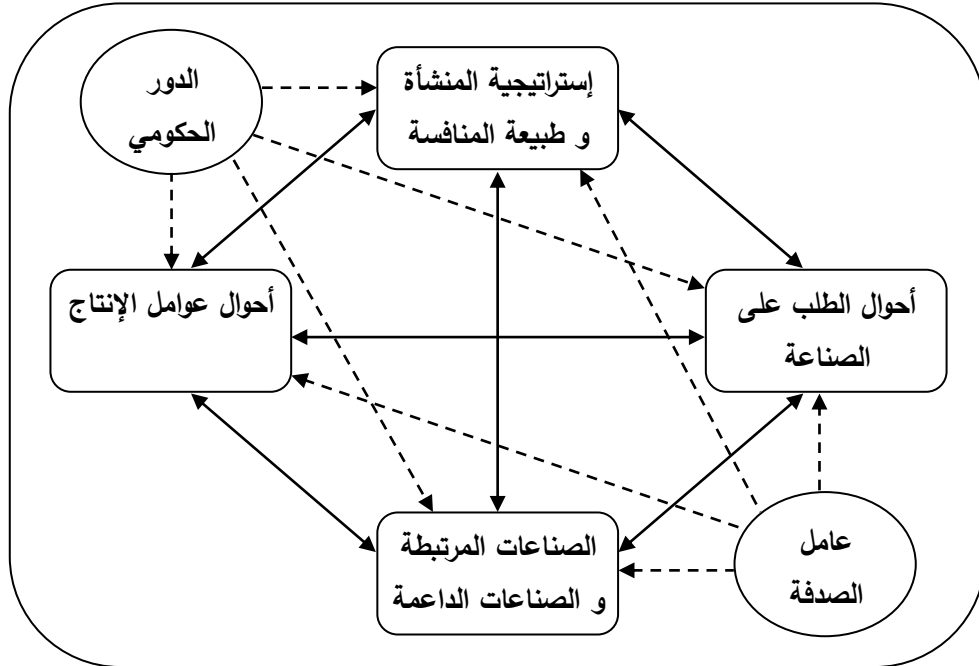 الدور
الحكومي
إستراتيجية المنشأة
و طبيعة المنافسة
أحوال الطلب على
الصناعة
أحوال عوامل الإنتاج
الصناعات المرتبطة
و الصناعات الداعمة
عامل
الصدفة